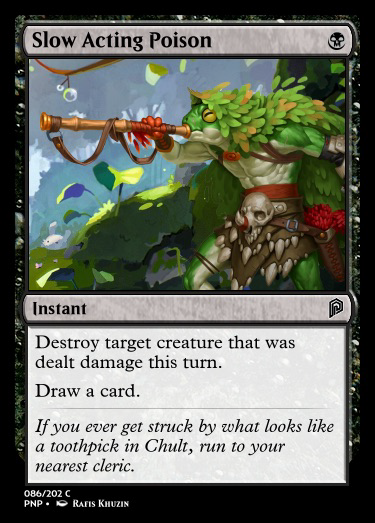 Slow Acting Poison
Instant
Destroy target creature that was
dealt damage this turn.
Draw a card.
If you ever get struck by what looks like
a toothpick in Chult, run to your
nearest cleric.
086/202 C
PNP • Rafis Khuzin